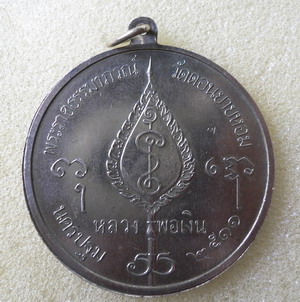 พระราชธรรมาภรณ์ วัดดอนยายหอม
หลวงพ่อเงิน
นครปฐม ๒๕๑๑